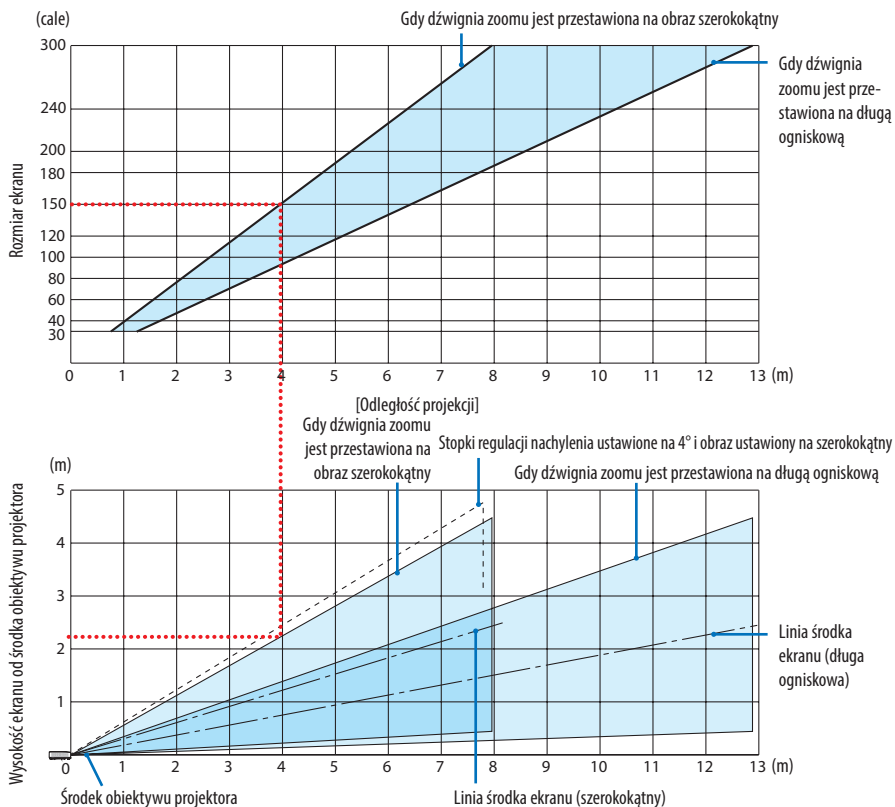 (cale)
Gdy dźwignia zoomu jest przestawiona na obraz szerokokątny
300
240
200
180
150
120
100
80
60
40
30
Rozmiar ekranu
Gdy dźwignia
zoomu jest prze-
stawiona na długą
ogniskową
0 1 2 3 4 5 6 7 8 9 10 11 12 13 (m)
[Odległość projekcji]
Gdy dźwignia zoomu
jest przestawiona na
obraz szerokokątny
Stopki regulacji nachylenia ustawione na 4° i obraz ustawiony na szerokokątny
Gdy dźwignia zoomu jest przestawiona na długą ogniskową
(m)
5
4
3
2
1
Wysokość ekranu od środka obiektywu projektora
Linia środka
ekranu (długa
ogniskowa)
0 1 2 3 4 5 6 7 8 9 10 11 12 13 (m)
Środek obiektywu projektora
Linia środka ekranu (szerokokątny)